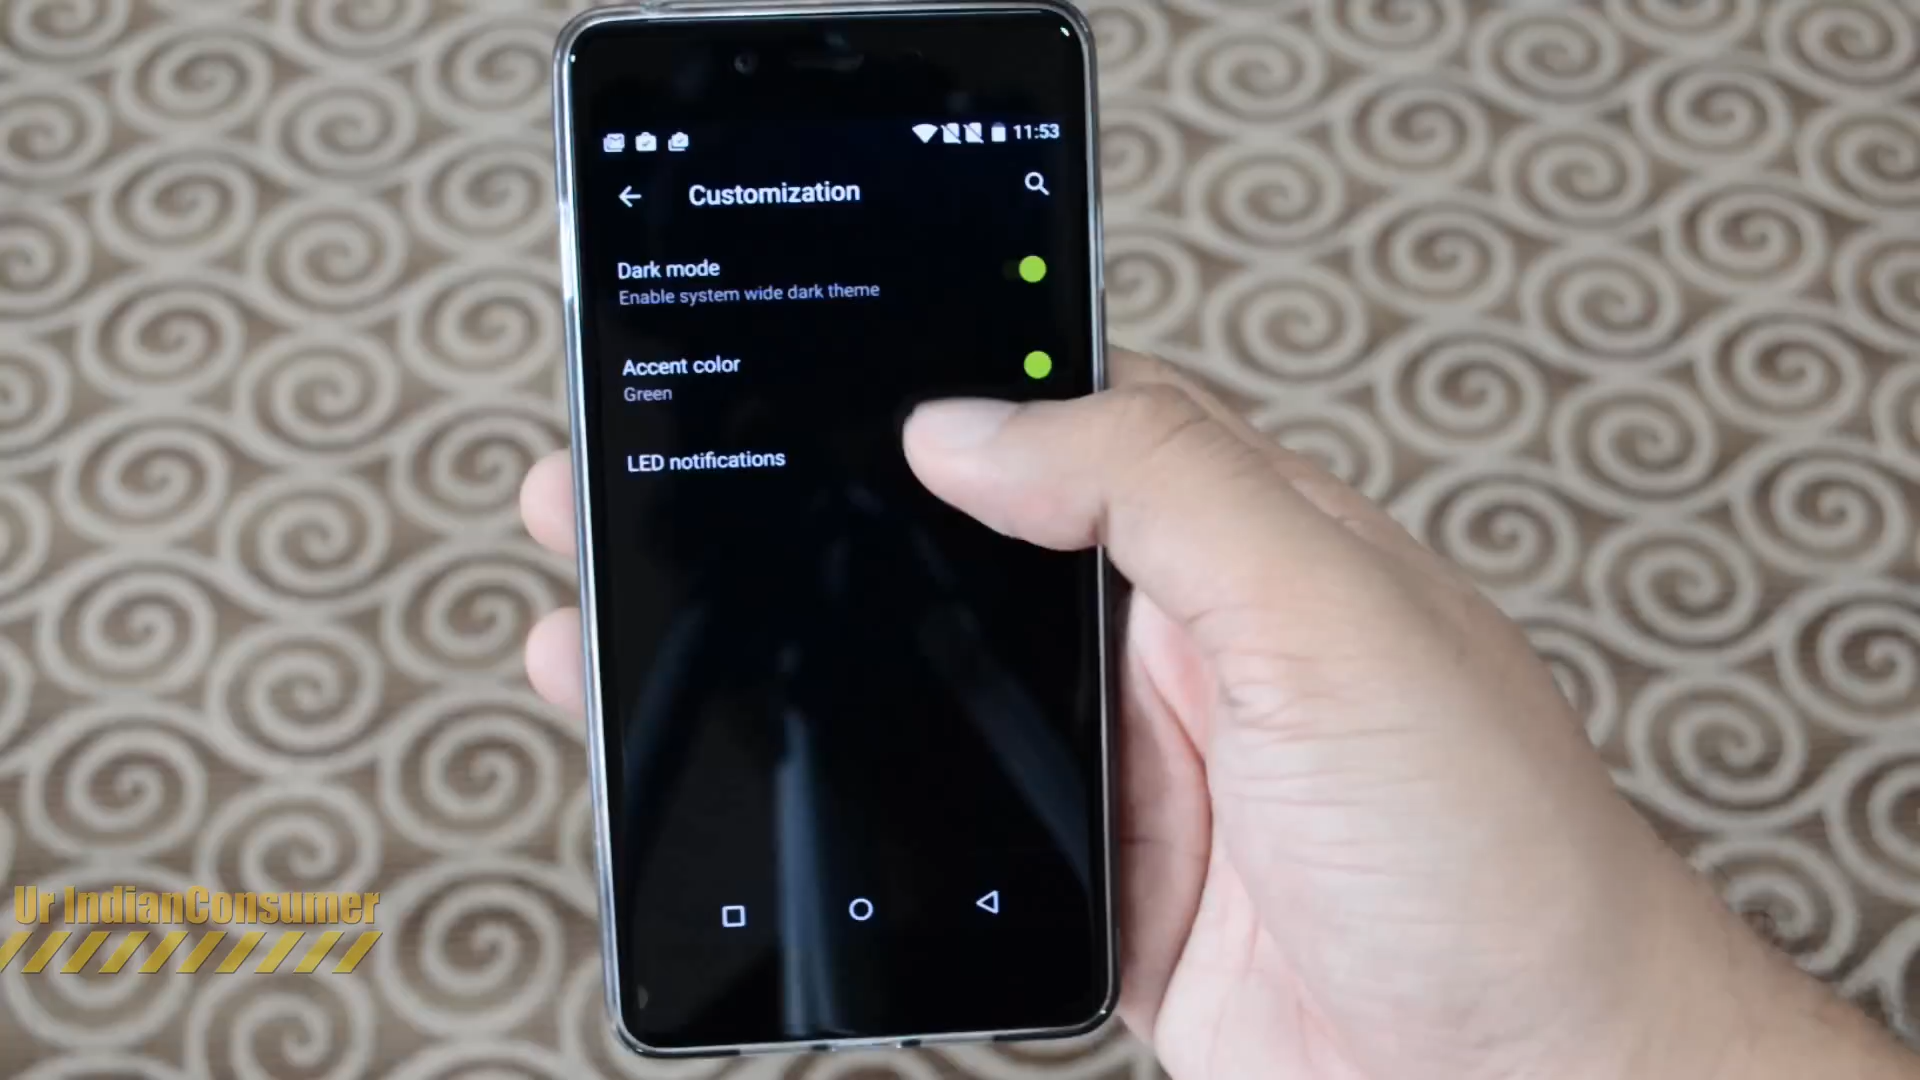 11:53
Customization
Dark mode
Enable system wide dark theme
Accent color
Green
LED notifications
Ur IndianConsumer